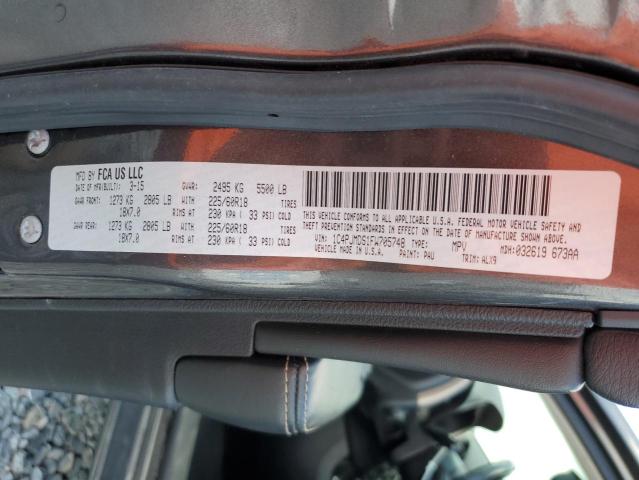 MFD BY FCA US LLC
DATE OF MFR(BUILT): 3-15 GVWR: 2495 KG 5500 LB
GAWR FRONT: 1273 KG 2805 LB WITH 225/60R18 TIRES
18X7.0 RIMS AT 230 KPA ( 33 PSI) COLD
GAWR REAR: 1273 KG 2805 LB WITH 225/60R18 TIRES
18X7.0 RIMS AT 230 KPA ( 33 PSI) COLD
THIS VEHICLE CONFORMS TO ALL APPLICABLE
U.S.A. FEDERAL MOTOR VEHICLE SAFETY AND
BUMPER STANDARDS IN EFFECT ON THE DATE OF MANUFACTURE SHOWN ABOVE.
VIN: 1C4PJMDS1FW705748 TYPE: MPV MDH:032619 673AA
VEHICLE MADE IN U.S.A. PAINT: PAU TRIM: ALX9